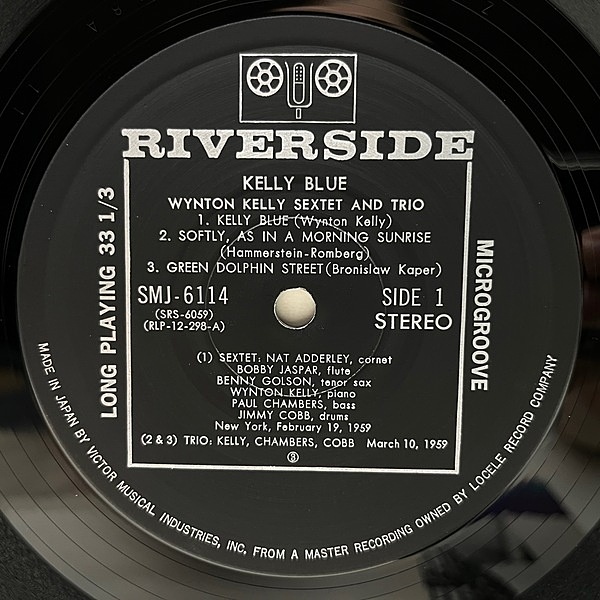 RIVERSIDE
KELLY BLUE
WYNTON KELLY SEXTET AND TRIO
1. KELLY BLUE (Wynton Kelly)
2. SOFTLY, AS IN A MORNING SUNRISE
(Hammerstein-Romberg)
3. GREEN DOLPHIN STREET (Bronislaw Kaper)
SMJ-6114
(SRS-6059)
(RLP-12-298-A)
SIDE 1
STEREO
LONG PLAYING 33 1/3
MICROGROOVE
(1) SEXTET: NAT ADDERLEY, cornet
BOBBY JASPAR, flute
BENNY GOLSON, tenor sax
WYNTON KELLY, piano
PAUL CHAMBERS, bass
JIMMY COBB, drums
New York, February 19, 1959
(2 & 3) TRIO: KELLY, CHAMBERS, COBB March 10, 1959
MADE IN JAPAN BY VICTOR MUSICAL INDUSTRIES, INC, FROM A MASTER RECORDING OWNED BY LOCELE RECORD COMPANY